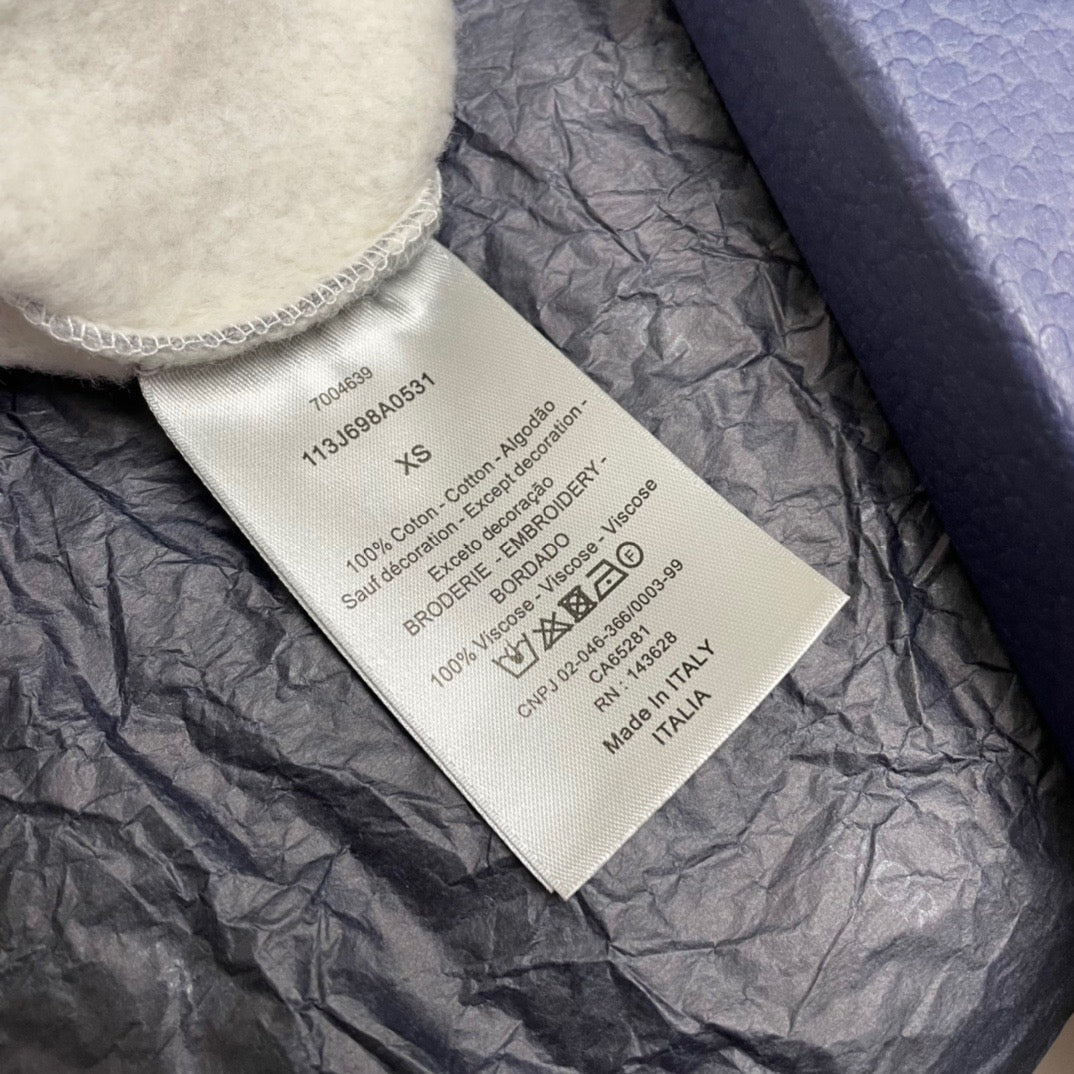 7004639
113J698A0531
XS
100% Coton - Cotton - Algodão
Sauf décoration - Except decoration -
Exceto decoração
BRODERIE - EMBROIDERY -
BORDADO
100% Viscose - Viscose - Viscose
F
CNPJ 02-046-366/0003-99
CA65281
RN : 143628
Made In ITALY
ITALIA